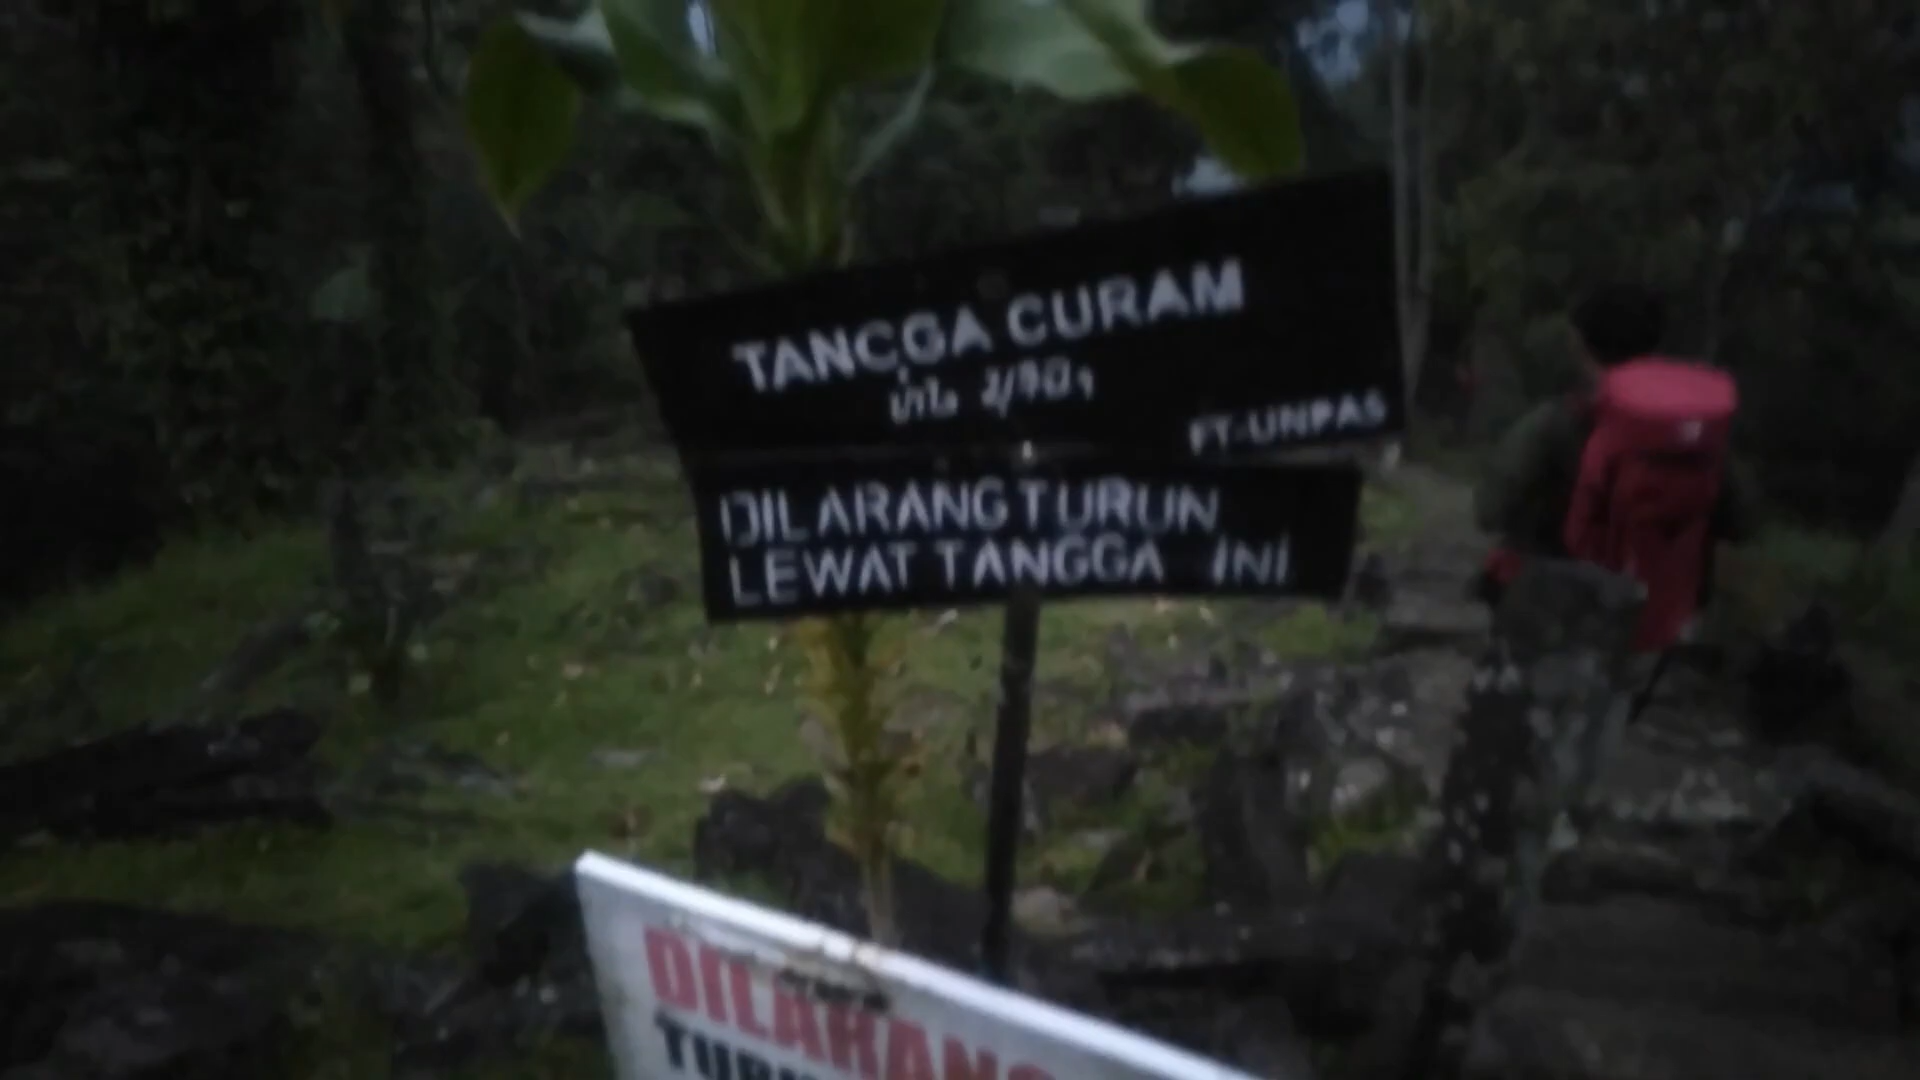 TANGGA CURAM
FT-UNPAS
DILARANG TURUN
LEWAT TANGGA INI
DILARANG